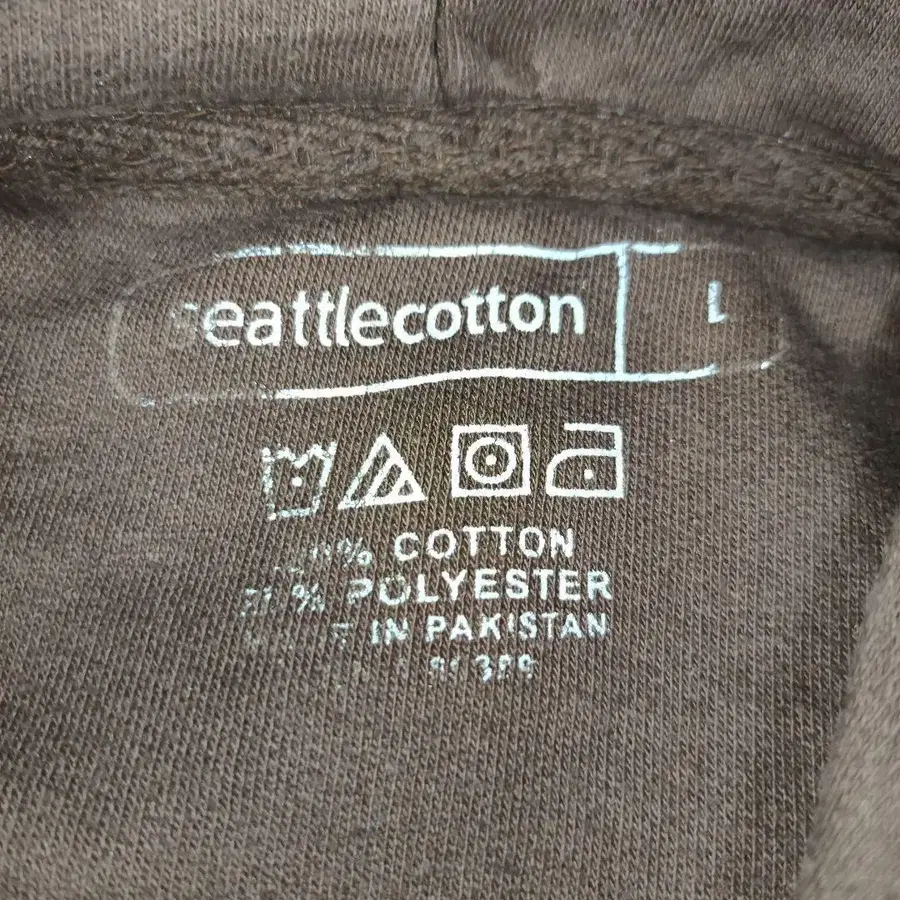 seattlecotton L
% COTTON
% POLYESTER
IN PAKISTAN